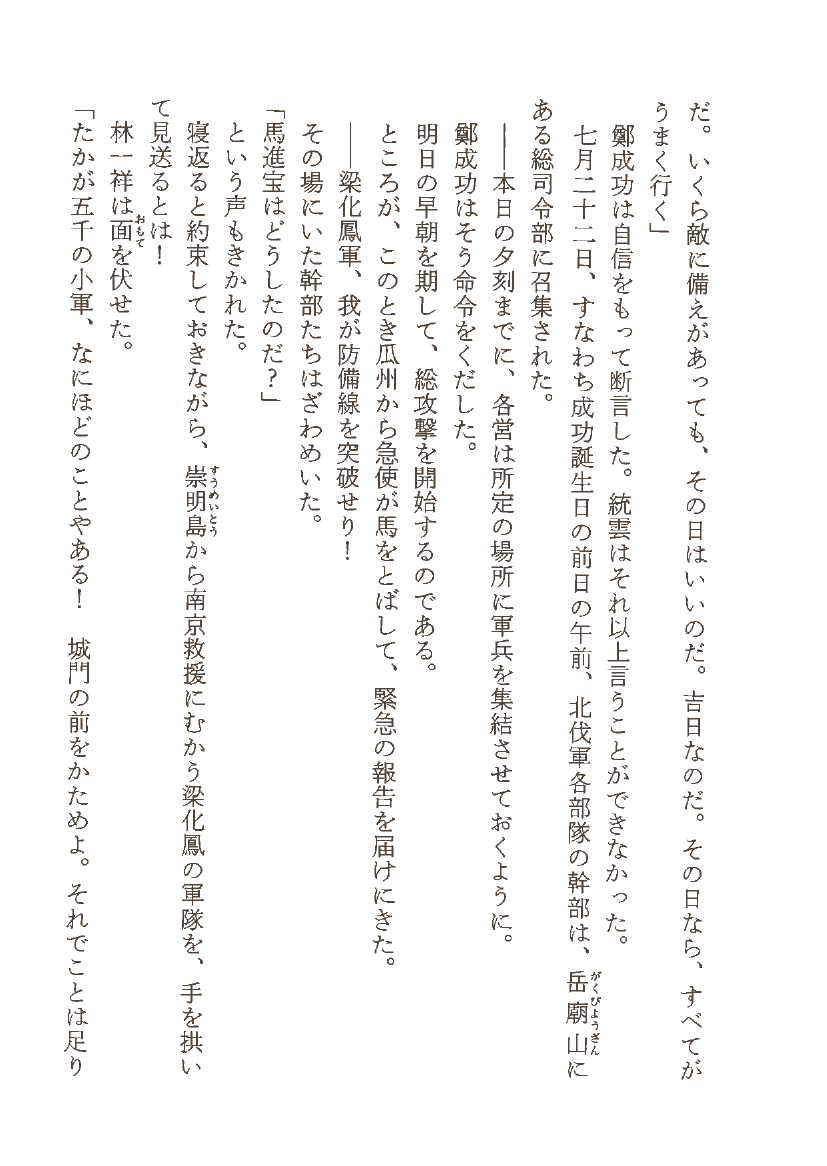 だ。いくら敵に備えがあっても、その日はいいのだ。吉日なのだ。その日なら、すべてが
うまく行く」
鄭成功は自信をもって断言した。統雲はそれ以上言うことができなかった。
七月二十二日、すなわち成功誕生日の前日の午前、北伐軍各部隊の幹部は、岳廟山に
がくびようざん
ある総司令部に召集された。
――本日の夕刻までに、各営は所定の場所に軍兵を集結させておくように。
鄭成功はそう命令をくだした。
明日の早朝を期して、総攻撃を開始するのである。
ところが、このとき瓜州から急使が馬をとばして、緊急の報告を届けにきた。
――梁化鳳軍、我が防備線を突破せり！
その場にいた幹部たちはざわめいた。
「馬進宝はどうしたのだ？」
という声もきかれた。
寝返ると約束しておきながら、崇明島から南京救援にむかう梁化鳳の軍隊を、手を拱い
すうめいとう
て見送るとは！
林一祥は面を伏せた。
おもて
「たかが五千の小軍、なにほどのことやある！　城門の前をかためよ。それでことは足り